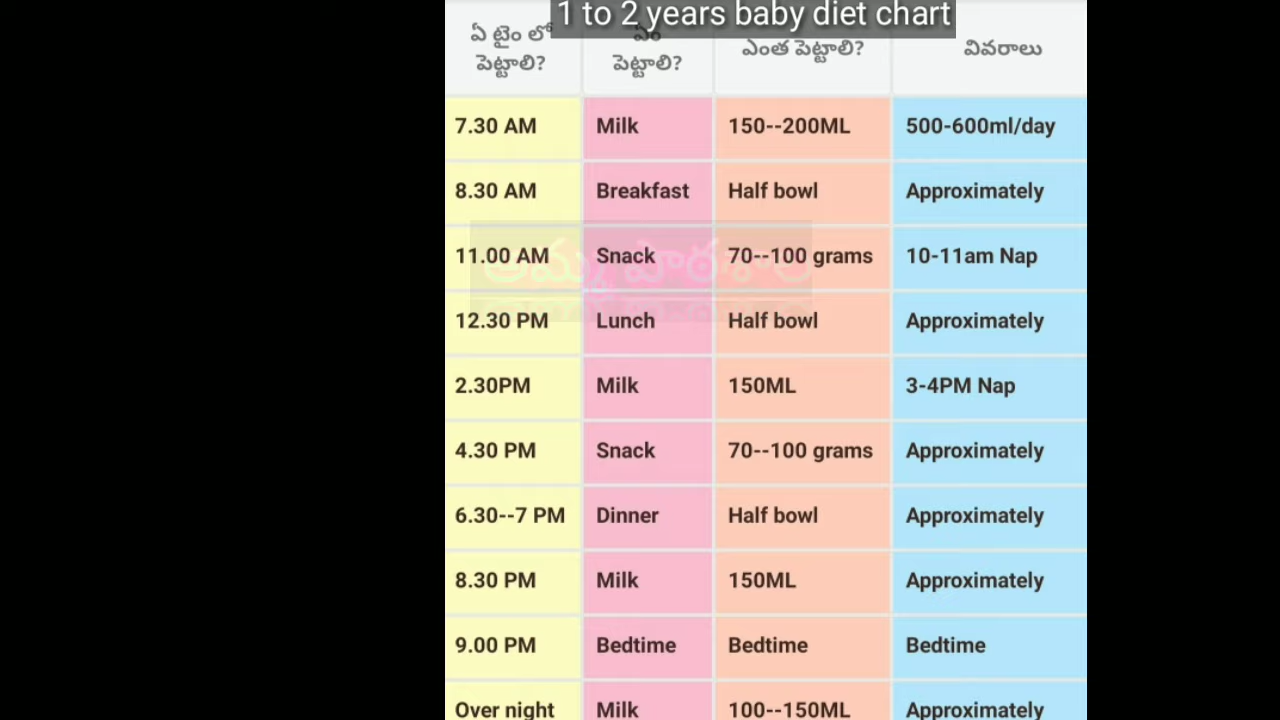 1 to 2 years baby diet chart
ఏ టైం లో పెట్టాలి?
ఏం పెట్టాలి?
ఎంత పెట్టాలి?
వివరాలు
7.30 AM Milk 150--200ML 500-600ml/day
8.30 AM Breakfast Half bowl Approximately
11.00 AM Snack 70--100 grams 10-11am Nap
అమ్మ పాఠశాల
12.30 PM Lunch Half bowl Approximately
2.30PM Milk 150ML 3-4PM Nap
4.30 PM Snack 70--100 grams Approximately
6.30--7 PM Dinner Half bowl Approximately
8.30 PM Milk 150ML Approximately
9.00 PM Bedtime Bedtime Bedtime
Over night Milk 100--150ML Approximately